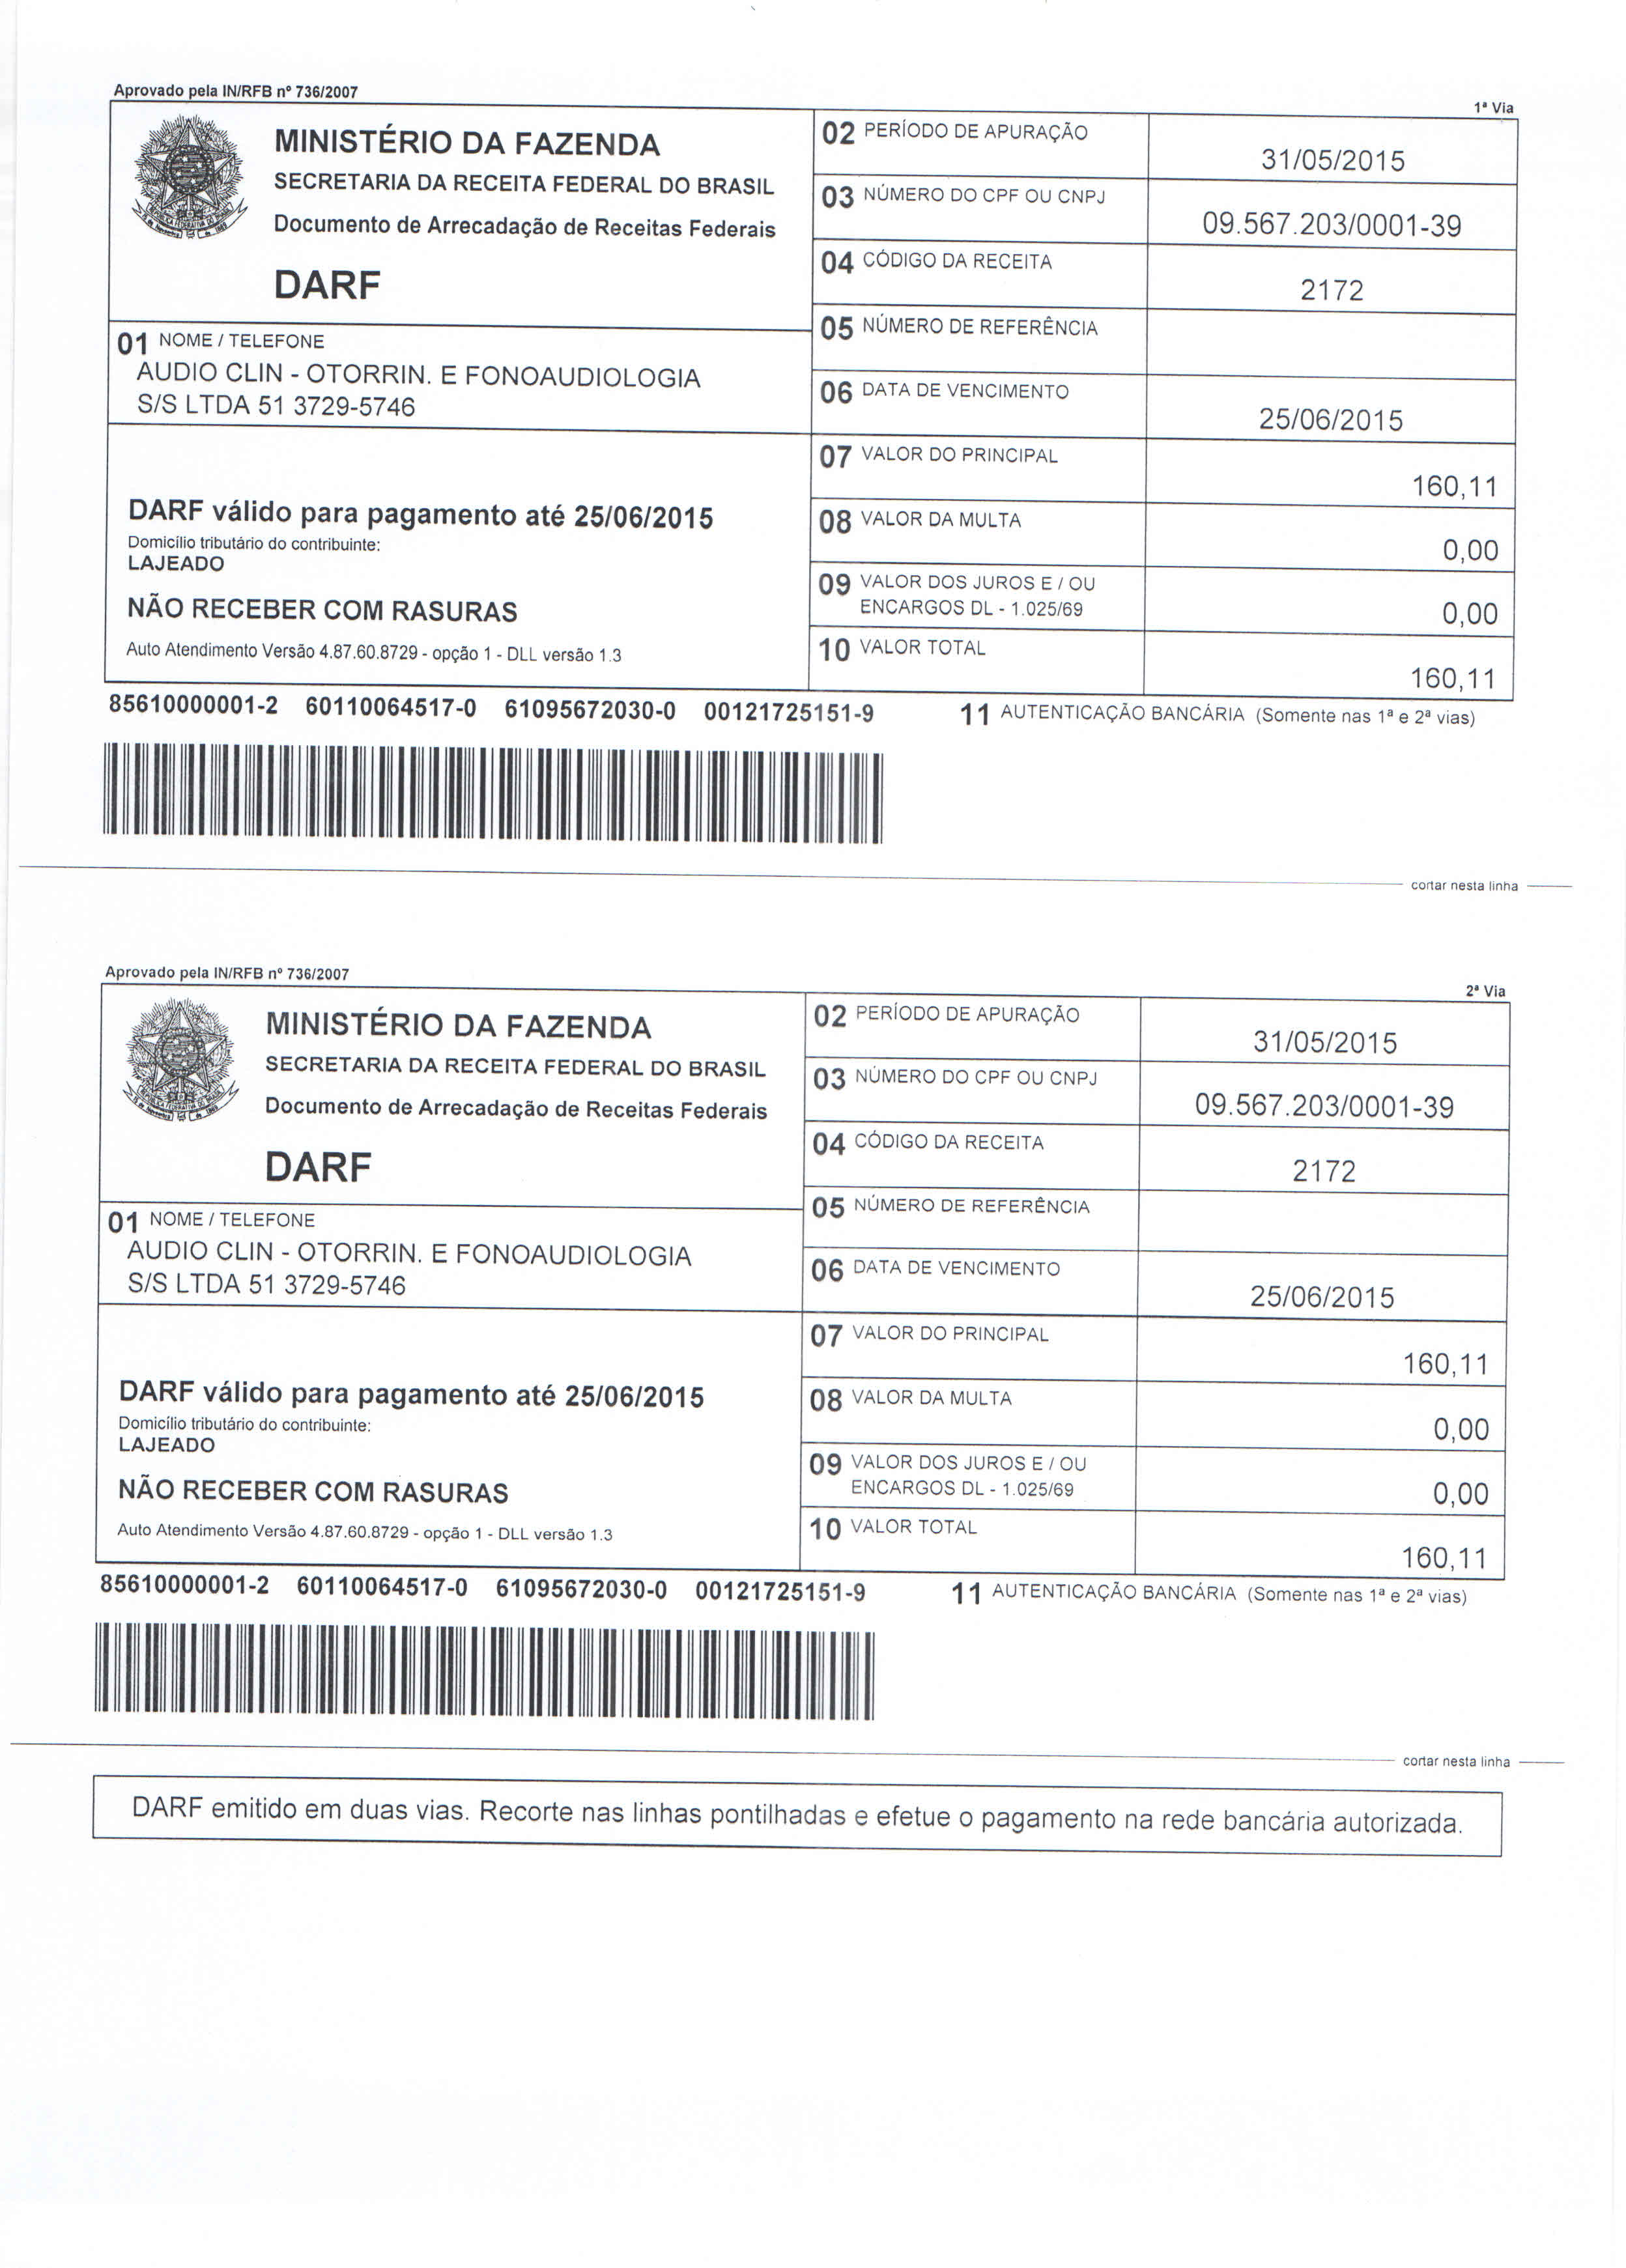 Aprovado pela IN/RFB nº 736/2007
1ª Via
MINISTÉRIO DA FAZENDA
SECRETARIA DA RECEITA FEDERAL DO BRASIL
Documento de Arrecadação de Receitas Federais
DARF
01 NOME / TELEFONE
AUDIO CLIN - OTORRIN. E FONOAUDIOLOGIA
S/S LTDA 51 3729-5746
DARF válido para pagamento até 25/06/2015
Domicílio tributário do contribuinte:
LAJEADO
NÃO RECEBER COM RASURAS
Auto Atendimento Versão 4.87.60.8729 - opção 1 - DLL versão 1.3
02 PERÍODO DE APURAÇÃO
31/05/2015
03 NÚMERO DO CPF OU CNPJ
09.567.203/0001-39
04 CÓDIGO DA RECEITA
2172
05 NÚMERO DE REFERÊNCIA
06 DATA DE VENCIMENTO
25/06/2015
07 VALOR DO PRINCIPAL
160,11
08 VALOR DA MULTA
0,00
09 VALOR DOS JUROS E / OU
ENCARGOS DL - 1.025/69
0,00
10 VALOR TOTAL
160,11
85610000001-2 60110064517-0 61095672030-0 00121725151-9
11 AUTENTICAÇÃO BANCÁRIA (Somente nas 1ª e 2ª vias)
cortar nesta linha
Aprovado pela IN/RFB nº 736/2007
2ª Via
MINISTÉRIO DA FAZENDA
SECRETARIA DA RECEITA FEDERAL DO BRASIL
Documento de Arrecadação de Receitas Federais
DARF
01 NOME / TELEFONE
AUDIO CLIN - OTORRIN. E FONOAUDIOLOGIA
S/S LTDA 51 3729-5746
DARF válido para pagamento até 25/06/2015
Domicílio tributário do contribuinte:
LAJEADO
NÃO RECEBER COM RASURAS
Auto Atendimento Versão 4.87.60.8729 - opção 1 - DLL versão 1.3
02 PERÍODO DE APURAÇÃO
31/05/2015
03 NÚMERO DO CPF OU CNPJ
09.567.203/0001-39
04 CÓDIGO DA RECEITA
2172
05 NÚMERO DE REFERÊNCIA
06 DATA DE VENCIMENTO
25/06/2015
07 VALOR DO PRINCIPAL
160,11
08 VALOR DA MULTA
0,00
09 VALOR DOS JUROS E / OU
ENCARGOS DL - 1.025/69
0,00
10 VALOR TOTAL
160,11
85610000001-2 60110064517-0 61095672030-0 00121725151-9
11 AUTENTICAÇÃO BANCÁRIA (Somente nas 1ª e 2ª vias)
cortar nesta linha
DARF emitido em duas vias. Recorte nas linhas pontilhadas e efetue o pagamento na rede bancária autorizada.